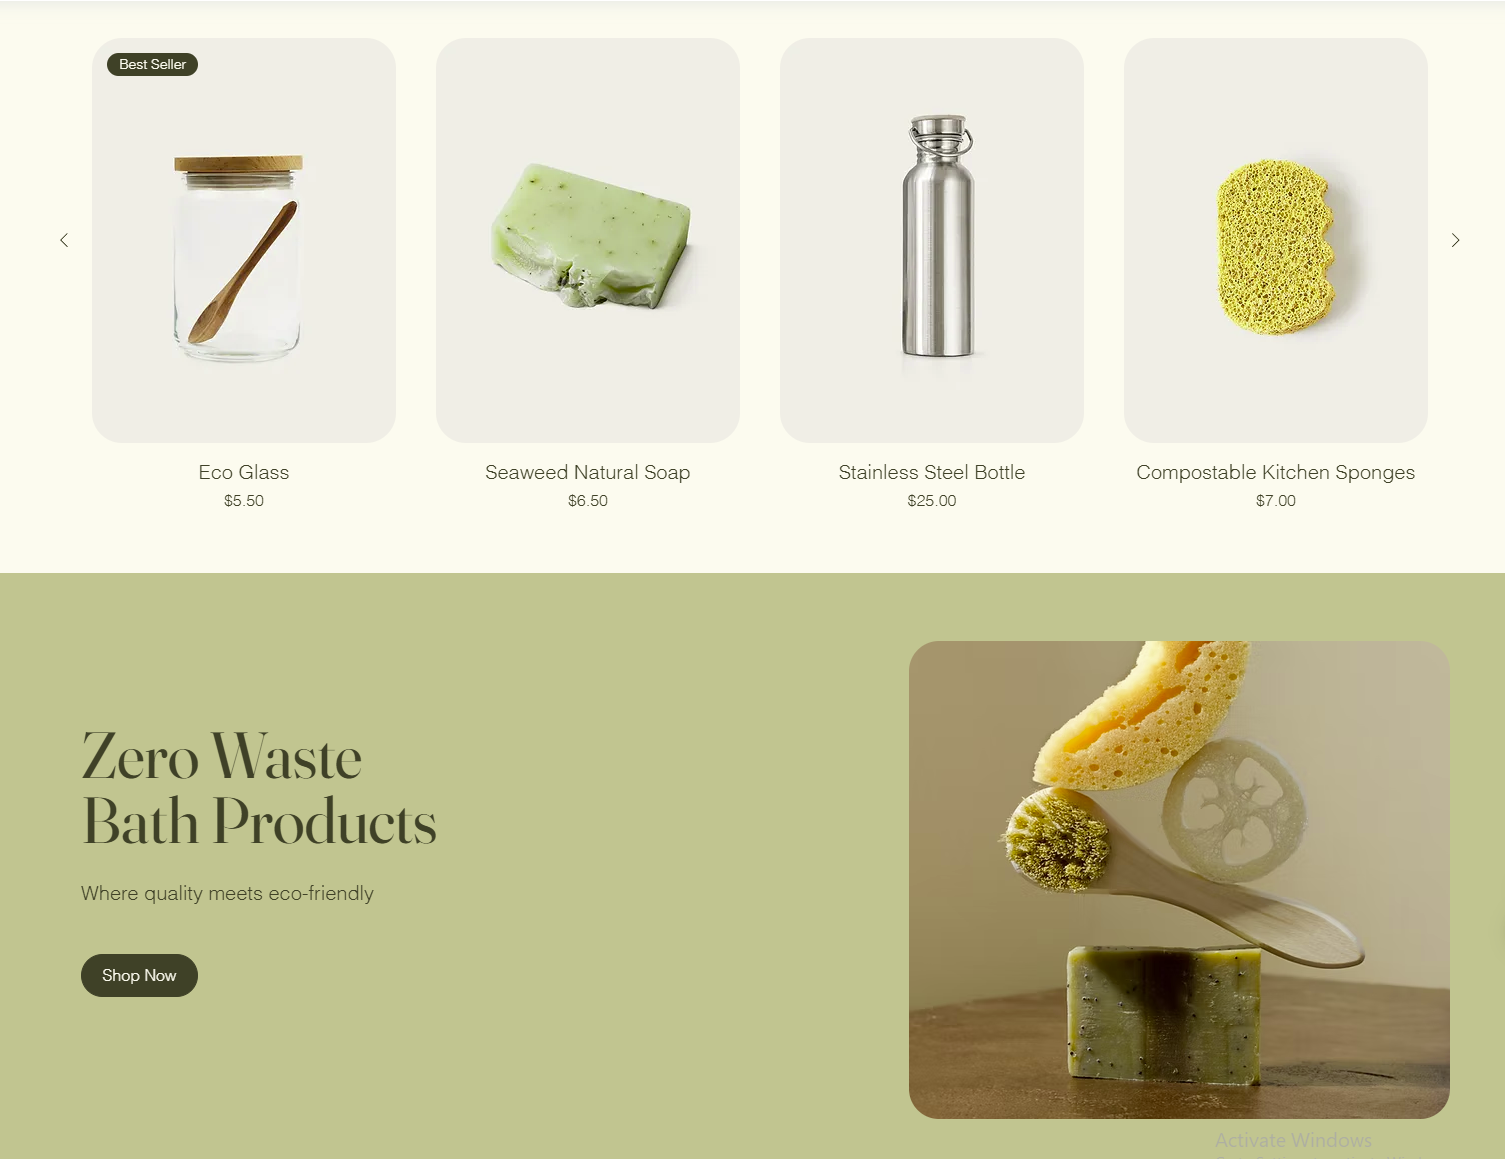 Best Seller
Eco Glass
$5.50
Seaweed Natural Soap
$6.50
Stainless Steel Bottle
$25.00
Compostable Kitchen Sponges
$7.00
Zero Waste
Bath Products
Where quality meets eco-friendly
Shop Now
Activate Windows